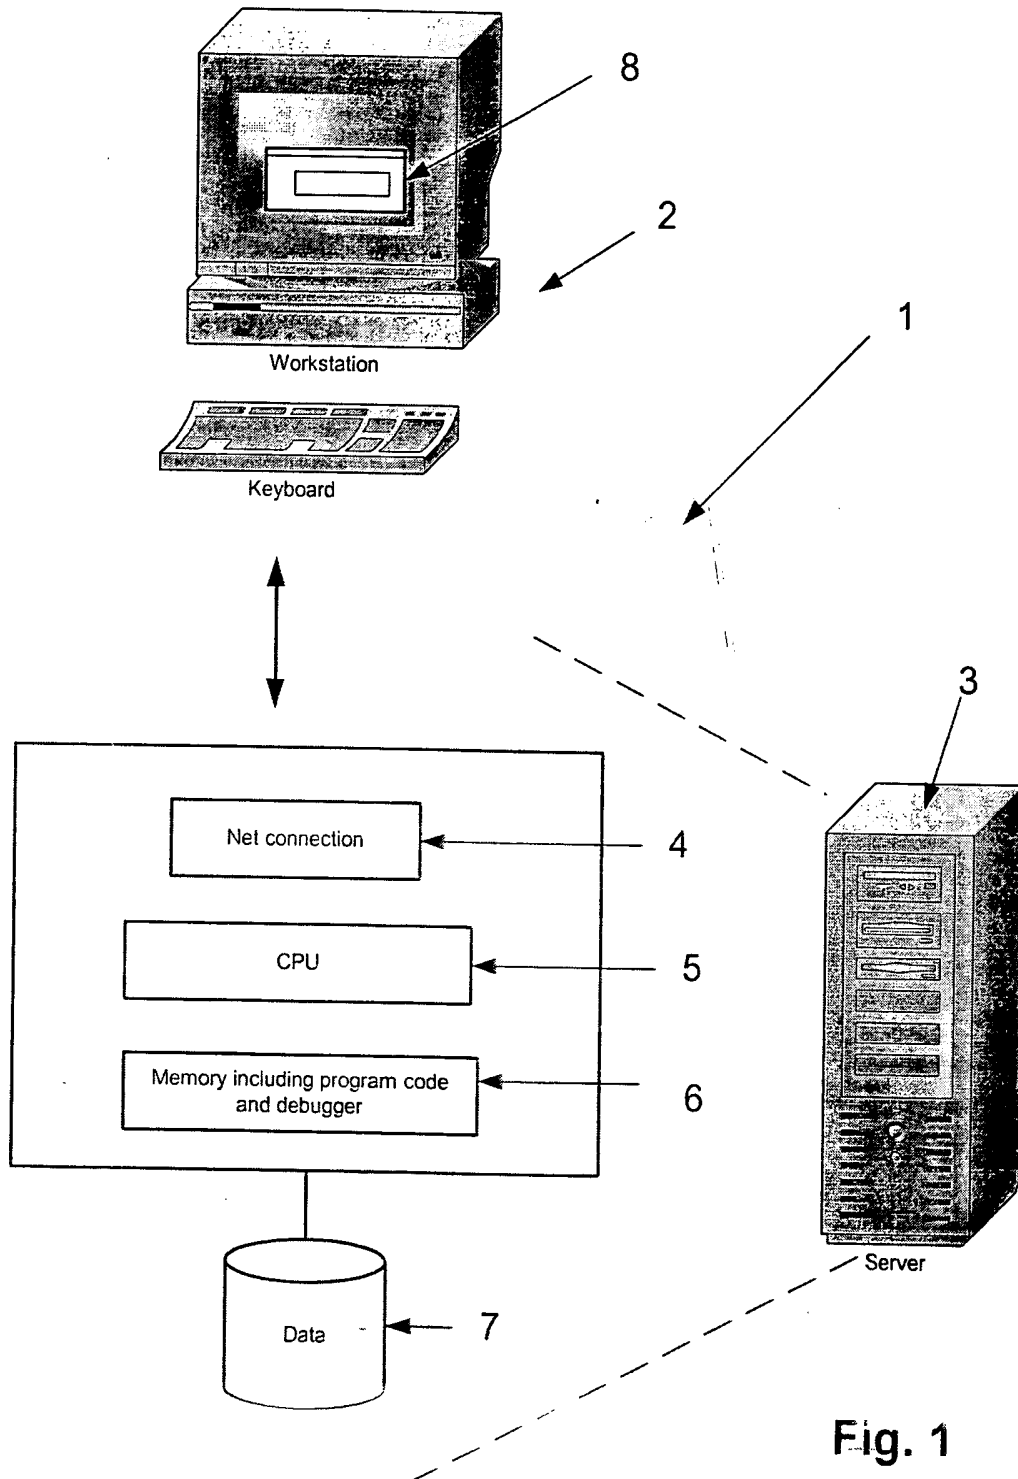 8
2
1
Workstation
Keyboard
3
Net connection
4
CPU
5
Memory including program code
and debugger
6
Server
Data
7
Fig. 1